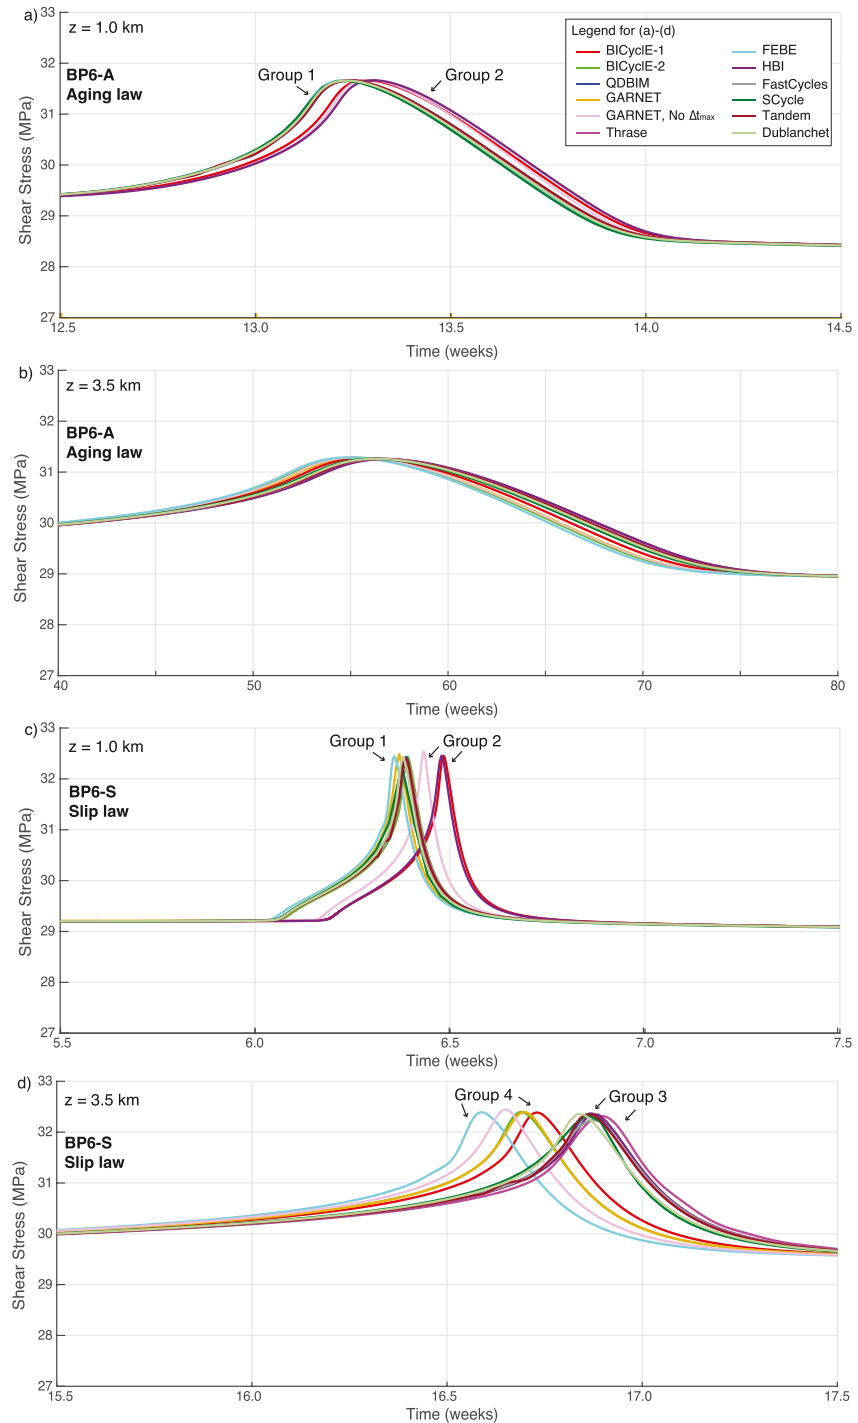 a)
33
32
31
30
29
28
27
Shear Stress (MPa)
z = 1.0 km
BP6-A
Aging law
Group 1
Group 2
Legend for (a)-(d)
BICyclE-1
BICyclE-2
QDBIM
GARNET
GARNET, No Δtmax
Thrase
FEBE
HBI
FastCycles
SCycle
Tandem
Dublanchet
12.5 13.0 13.5 14.0 14.5
Time (weeks)
b)
33
32
31
30
29
28
27
Shear Stress (MPa)
z = 3.5 km
BP6-A
Aging law
40 50 60 70 80
Time (weeks)
c)
33
32
31
30
29
28
27
Shear Stress (MPa)
z = 1.0 km
BP6-S
Slip law
Group 1
Group 2
5.5 6.0 6.5 7.0 7.5
Time (weeks)
d)
33
32
31
30
29
28
27
Shear Stress (MPa)
z = 3.5 km
BP6-S
Slip law
Group 4
Group 3
15.5 16.0 16.5 17.0 17.5
Time (weeks)